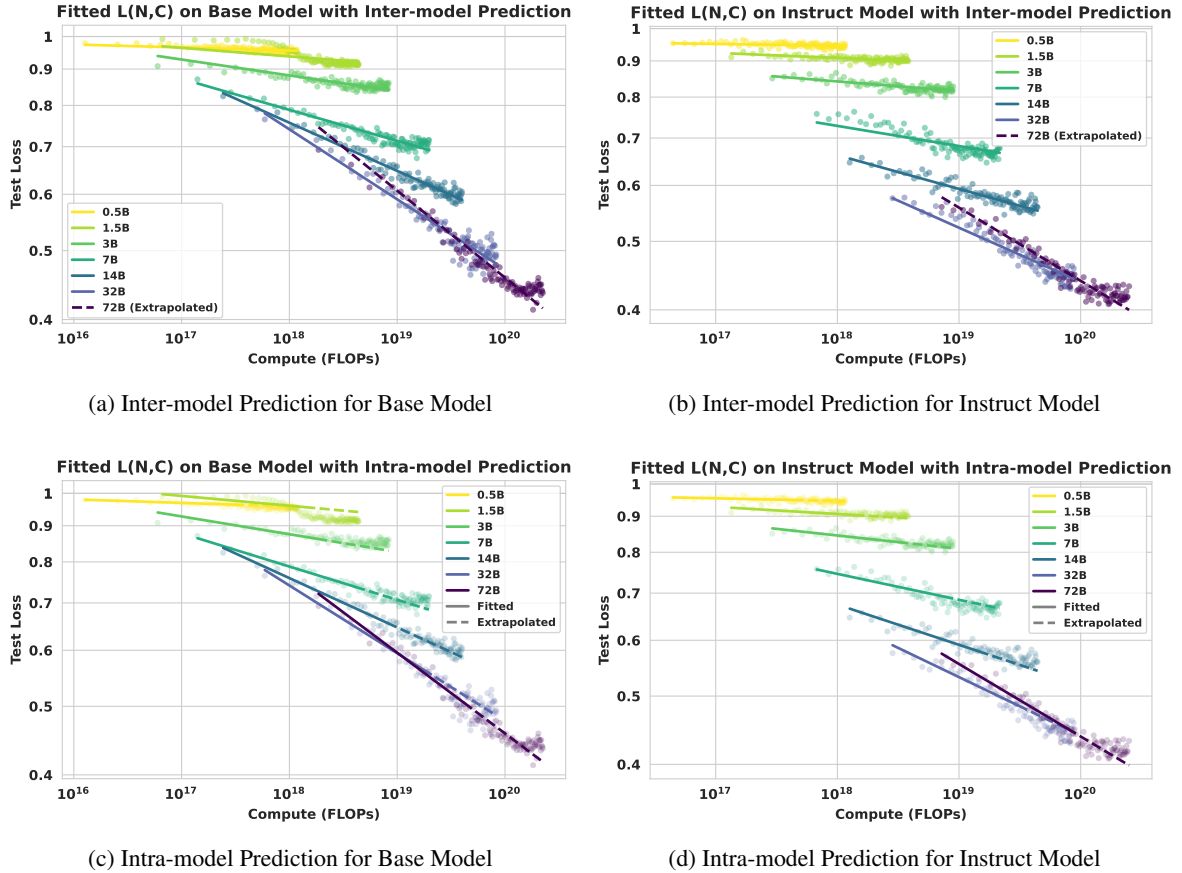 Fitted L(N,C) on Base Model with Inter-model Prediction
1
0.9
0.8
0.7
0.6
0.5
0.4
Test Loss
0.5B
1.5B
3B
7B
14B
32B
72B (Extrapolated)
10^16
10^17
10^18
10^19
10^20
Compute (FLOPs)
(a) Inter-model Prediction for Base Model
Fitted L(N,C) on Instruct Model with Inter-model Prediction
1
0.9
0.8
0.7
0.6
0.5
0.4
Test Loss
0.5B
1.5B
3B
7B
14B
32B
72B (Extrapolated)
10^17
10^18
10^19
10^20
Compute (FLOPs)
(b) Inter-model Prediction for Instruct Model
Fitted L(N,C) on Base Model with Intra-model Prediction
1
0.9
0.8
0.7
0.6
0.5
0.4
Test Loss
0.5B
1.5B
3B
7B
14B
32B
72B
Fitted
Extrapolated
10^16
10^17
10^18
10^19
10^20
Compute (FLOPs)
(c) Intra-model Prediction for Base Model
Fitted L(N,C) on Instruct Model with Intra-model Prediction
1
0.9
0.8
0.7
0.6
0.5
0.4
Test Loss
0.5B
1.5B
3B
7B
14B
32B
72B
Fitted
Extrapolated
10^17
10^18
10^19
10^20
Compute (FLOPs)
(d) Intra-model Prediction for Instruct Model